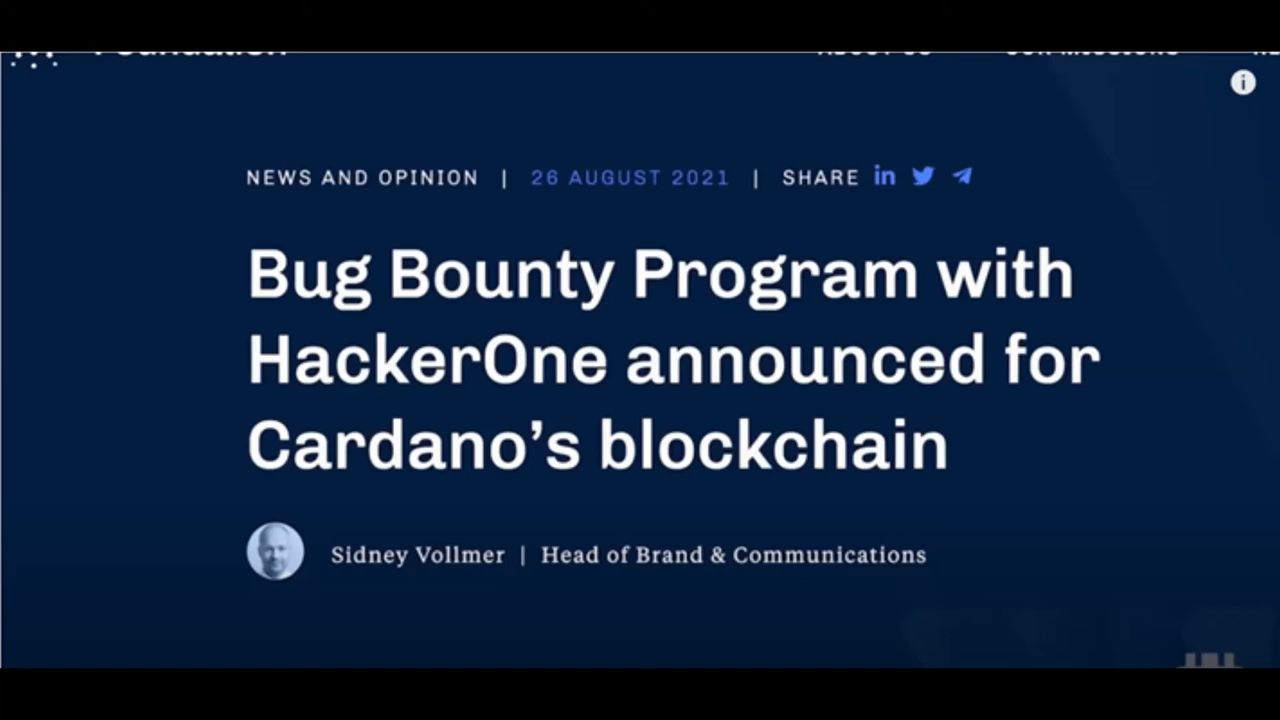 Foundation
NEWS AND OPINION | 26 AUGUST 2021 | SHARE
Bug Bounty Program with
HackerOne announced for
Cardano’s blockchain
Sidney Vollmer | Head of Brand & Communications